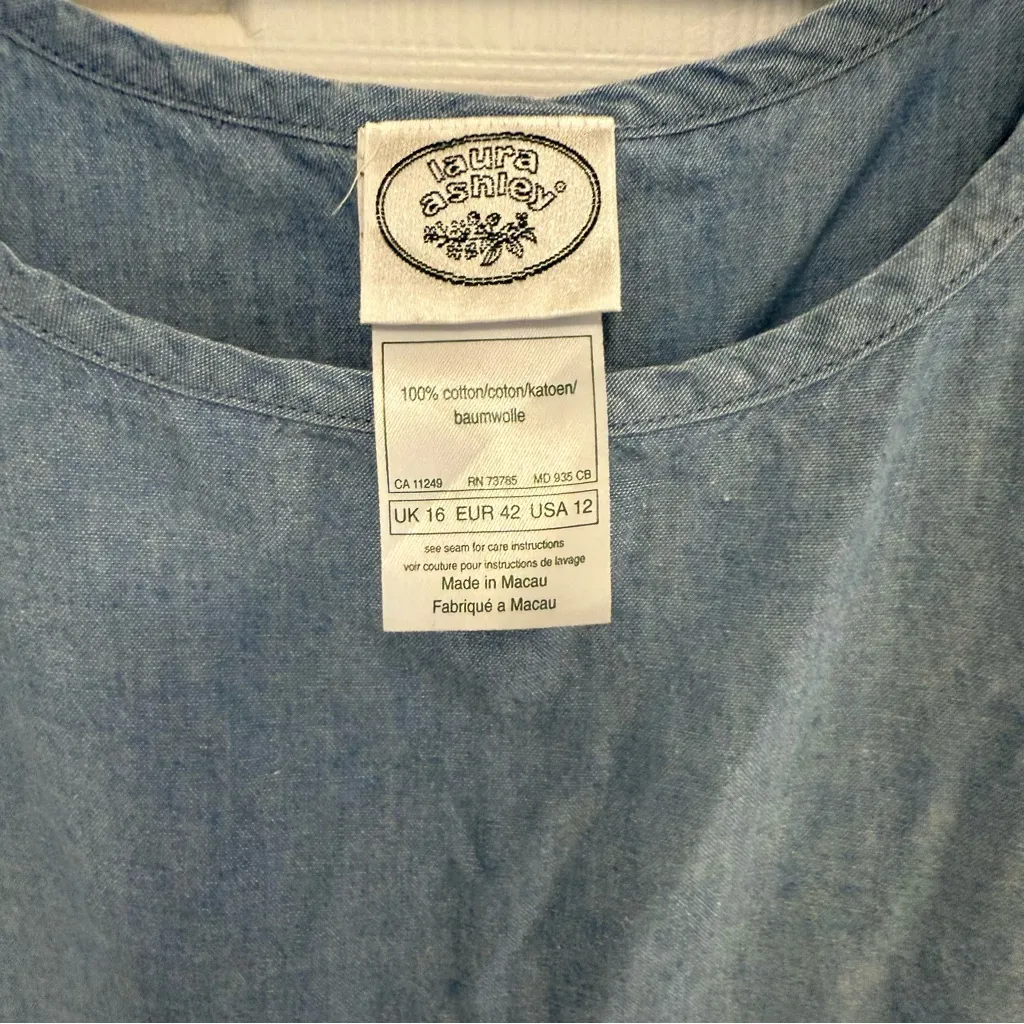 laura
ashley®
100% cotton/coton/katoen/
baumwolle
CA 11249 RN 73785 MD 935 CB
UK 16 EUR 42 USA 12
see seam for care instructions
voir couture pour instructions de lavage
Made in Macau
Fabriqué a Macau